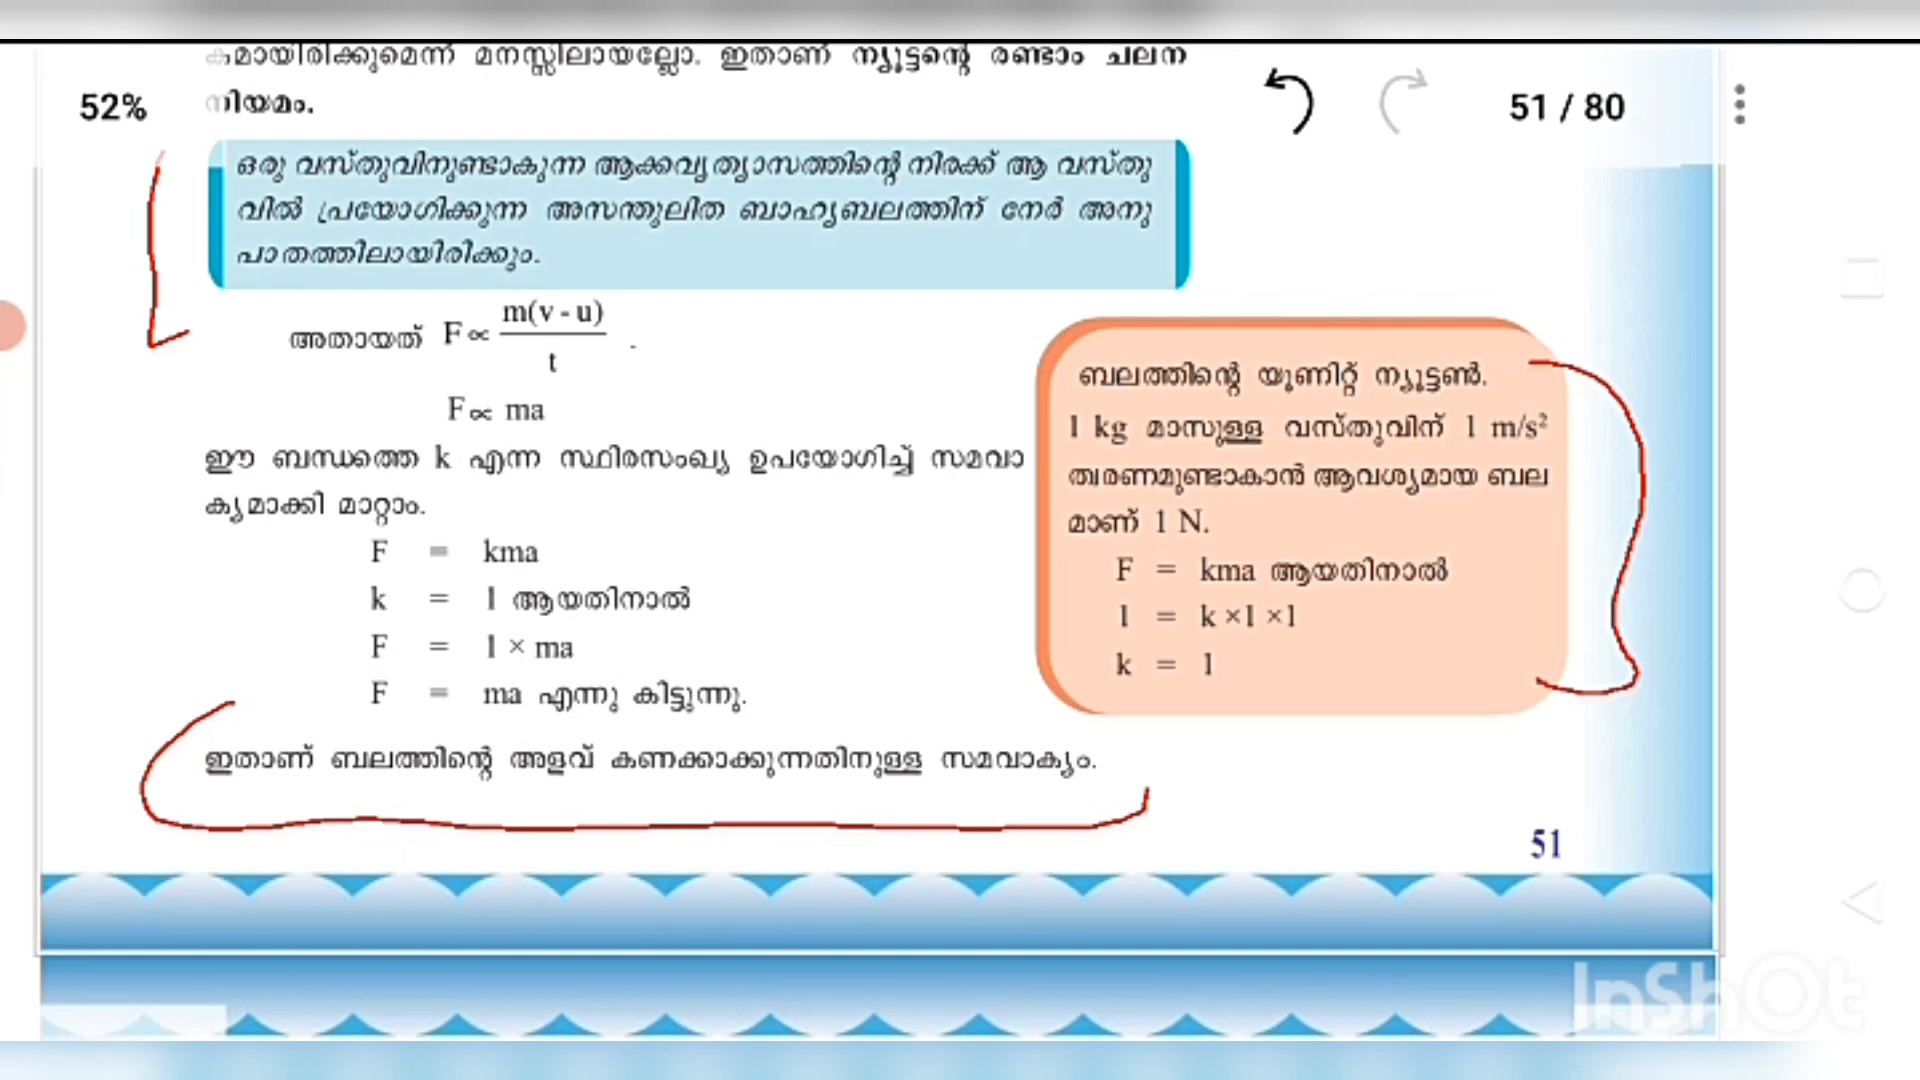 കമായിരിക്കുമെന്ന് മനസ്സിലായല്ലോ. ഇതാണ് ന്യൂട്ടന്റെ രണ്ടാം ചലന
52%
നിയമം.
51 / 80
ഒരു വസ്തുവിനുണ്ടാകുന്ന ആക്കവ്യത്യാസത്തിന്റെ നിരക്ക് ആ വസ്തു
വിൽ പ്രയോഗിക്കുന്ന അസന്തുലിത ബാഹ്യബലത്തിന് നേർ അനു
പാതത്തിലായിരിക്കും.
അതായത് F ∝ m(v - u) / t .
F ∝ ma
ഈ ബന്ധത്തെ k എന്ന സ്ഥിരസംഖ്യ ഉപയോഗിച്ച് സമവാ
ക്യമാക്കി മാറ്റാം.
F = kma
k = 1 ആയതിനാൽ
F = 1 × ma
F = ma എന്നു കിട്ടുന്നു.
ഇതാണ് ബലത്തിന്റെ അളവ് കണക്കാക്കുന്നതിനുള്ള സമവാക്യം.
ബലത്തിന്റെ യൂണിറ്റ് ന്യൂട്ടൺ.
1 kg മാസുള്ള വസ്തുവിന് 1 m/s²
ത്വരണമുണ്ടാകാൻ ആവശ്യമായ ബല
മാണ് 1 N.
F = kma ആയതിനാൽ
1 = k ×1 ×1
k = 1
51
InShOt